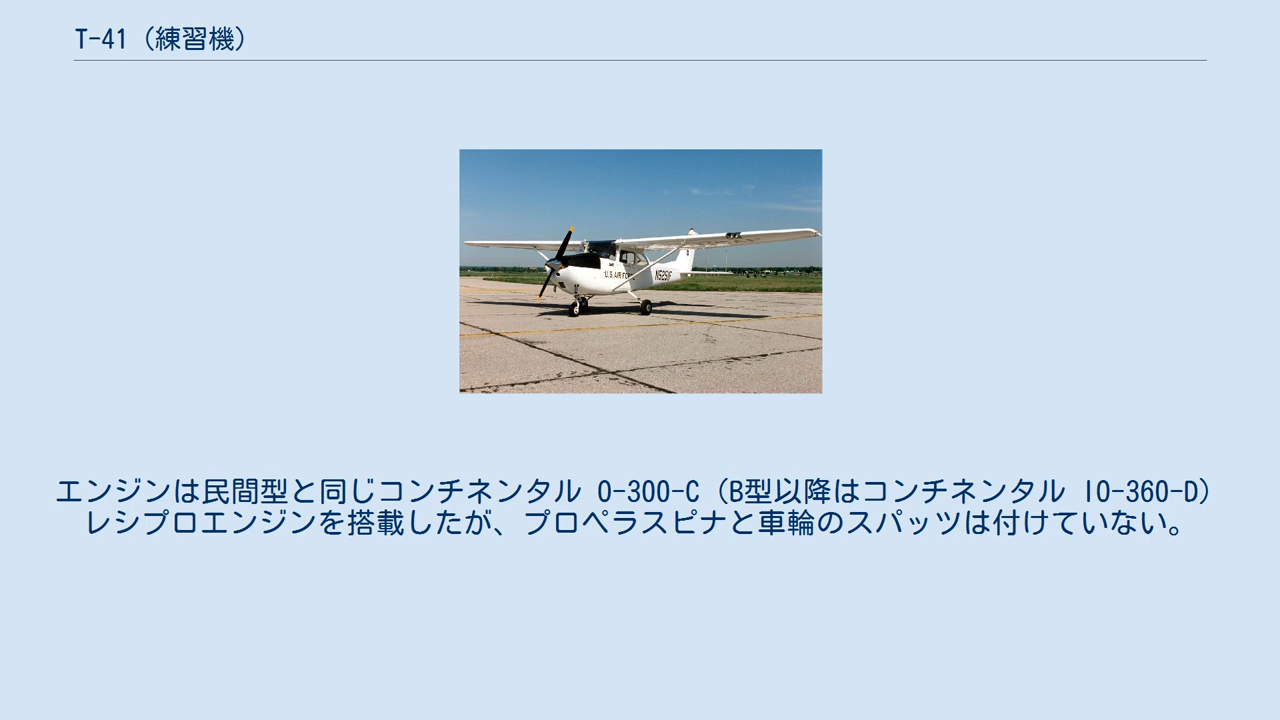 T-41（練習機）
U.S. AIR FO
エンジンは民間型と同じコンチネンタル O-300-C（B型以降はコンチネンタル IO-360-D）
レシプロエンジンを搭載したが、プロペラスピナと車輪のスパッツは付けていない。